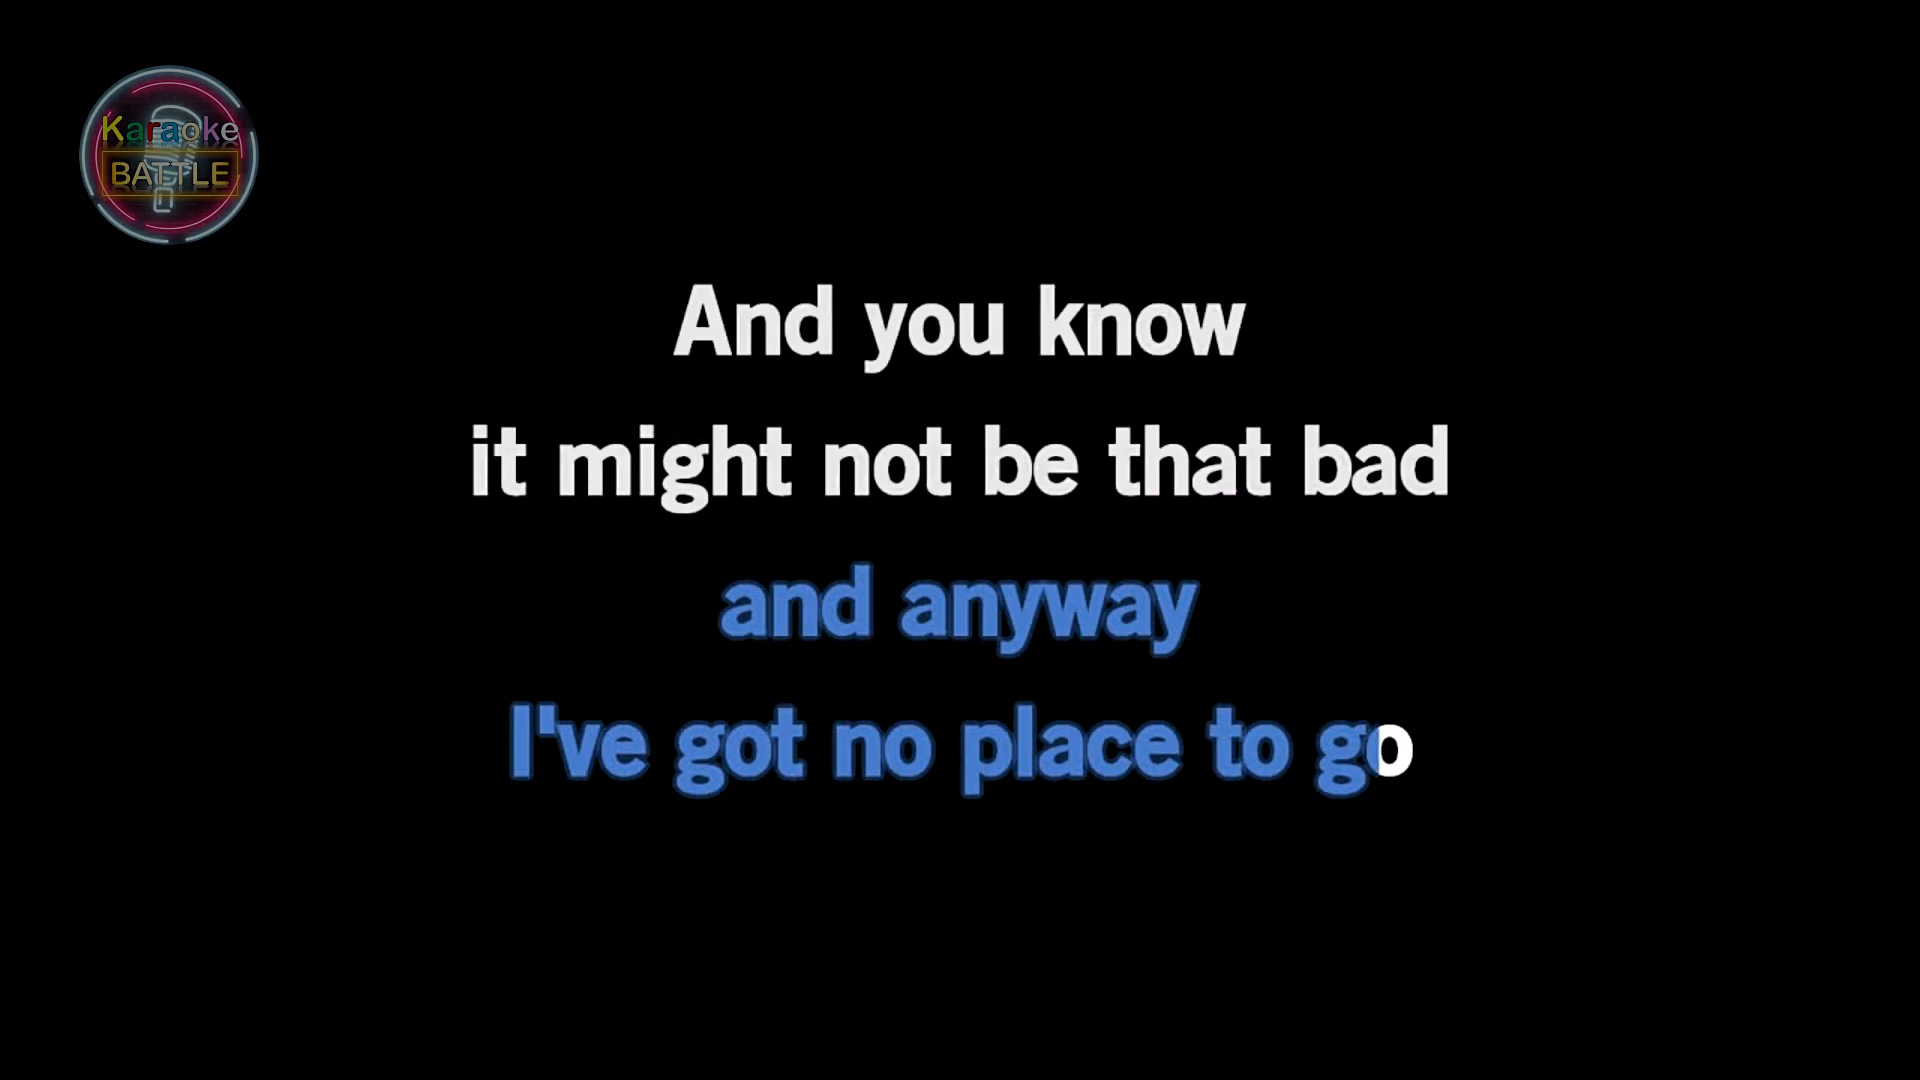 Karaoke
BATTLE
And you know
it might not be that bad
and anyway
I've got no place to go